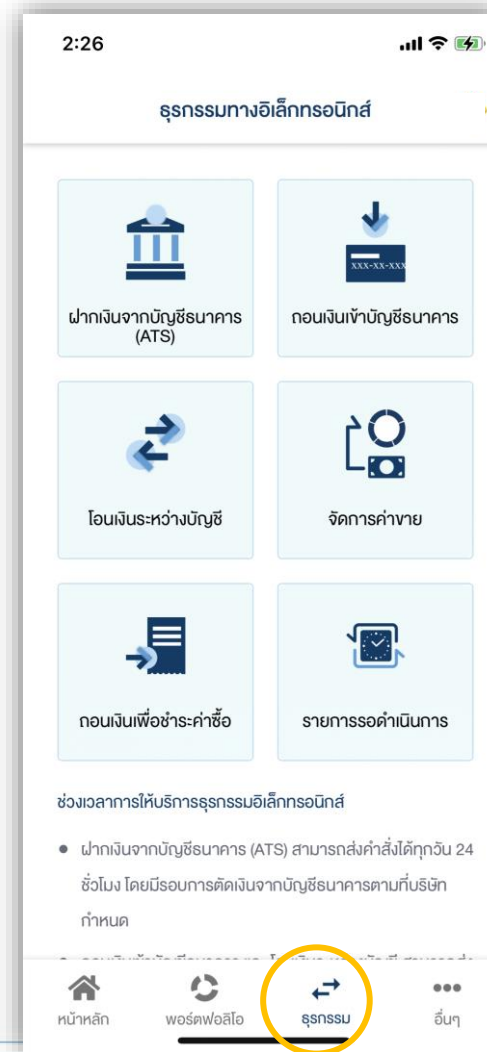 2:26
ธุรกรรมทางอิเล็กทรอนิกส์
ฝากเงินจากบัญชีธนาคาร
(ATS)
ถอนเงินเข้าบัญชีธนาคาร
xxx-xx-xxx
โอนเงินระหว่างบัญชี
จัดการค่าขาย
ถอนเงินเพื่อชำระค่าซื้อ
รายการรอดำเนินการ
ช่วงเวลาการให้บริการธุรกรรมอิเล็กทรอนิกส์
● ฝากเงินจากบัญชีธนาคาร (ATS) สามารถส่งคำสั่งได้ทุกวัน 24
ชั่วโมง โดยมีรอบการตัดเงินจากบัญชีธนาคารตามที่บริษัท
กำหนด
หน้าหลัก
พอร์ตฟอลิโอ
ธุรกรรม
อื่นๆ